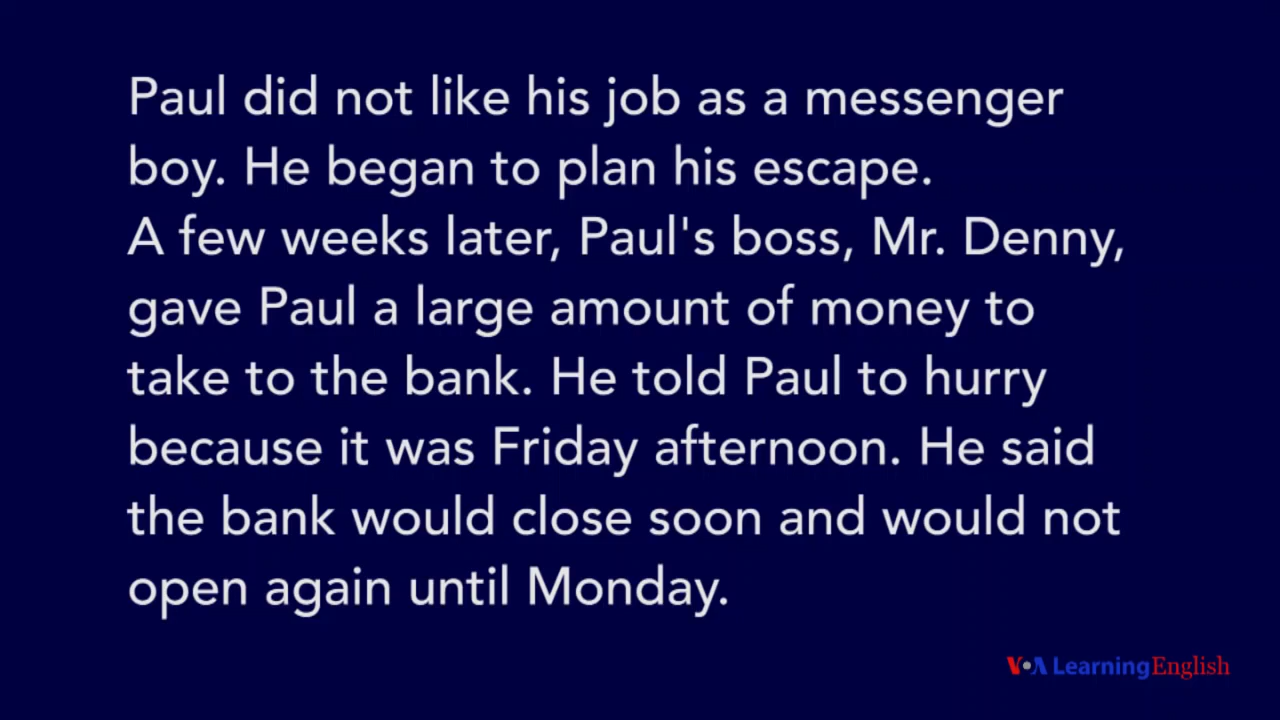 Paul did not like his job as a messenger
boy. He began to plan his escape.
A few weeks later, Paul's boss, Mr. Denny,
gave Paul a large amount of money to
take to the bank. He told Paul to hurry
because it was Friday afternoon. He said
the bank would close soon and would not
open again until Monday.
VOA Learning English